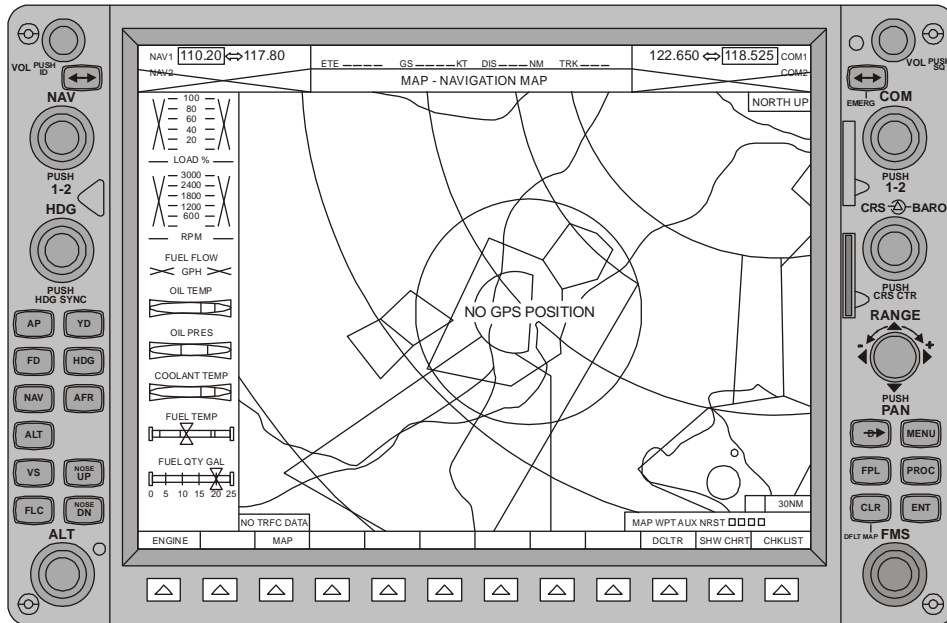 VOL PUSH ID
NAV
PUSH
1-2
HDG
PUSH
HDG SYNC
AP
YD
FD
HDG
NAV
AFR
ALT
VS
NOSE UP
FLC
NOSE DN
ALT
NAV1 110.20 ⇔ 117.80
NAV2
ETE ____ GS ____KT DIS ____NM TRK ___
MAP - NAVIGATION MAP
122.650 ⇔ 118.525 COM1
COM2
NORTH UP
100
80
60
40
20
LOAD %
3000
2400
1800
1200
600
RPM
FUEL FLOW
GPH
OIL TEMP
OIL PRES
COOLANT TEMP
FUEL TEMP
FUEL QTY GAL
0 5 10 15 20 25
NO GPS POSITION
30NM
NO TRFC DATA
MAP WPT AUX NRST
ENGINE
MAP
DCLTR
SHW CHRT
CHKLIST
VOL PUSH SQ
EMERG
COM
PUSH
1-2
CRS BARO
PUSH
CRS CTR
RANGE
- +
PUSH
PAN
D
MENU
FPL
PROC
CLR
ENT
DFLT MAP
FMS